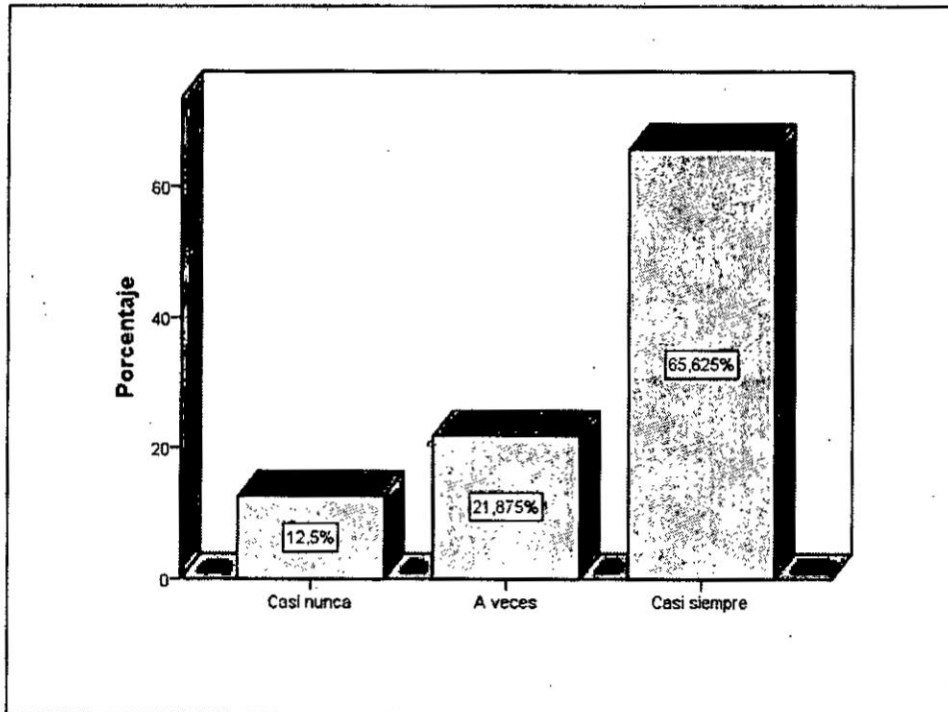 Porcentaje
60
40
20
0
65,625%
21,875%
12,5%
Casi nunca
A veces
Casi siempre